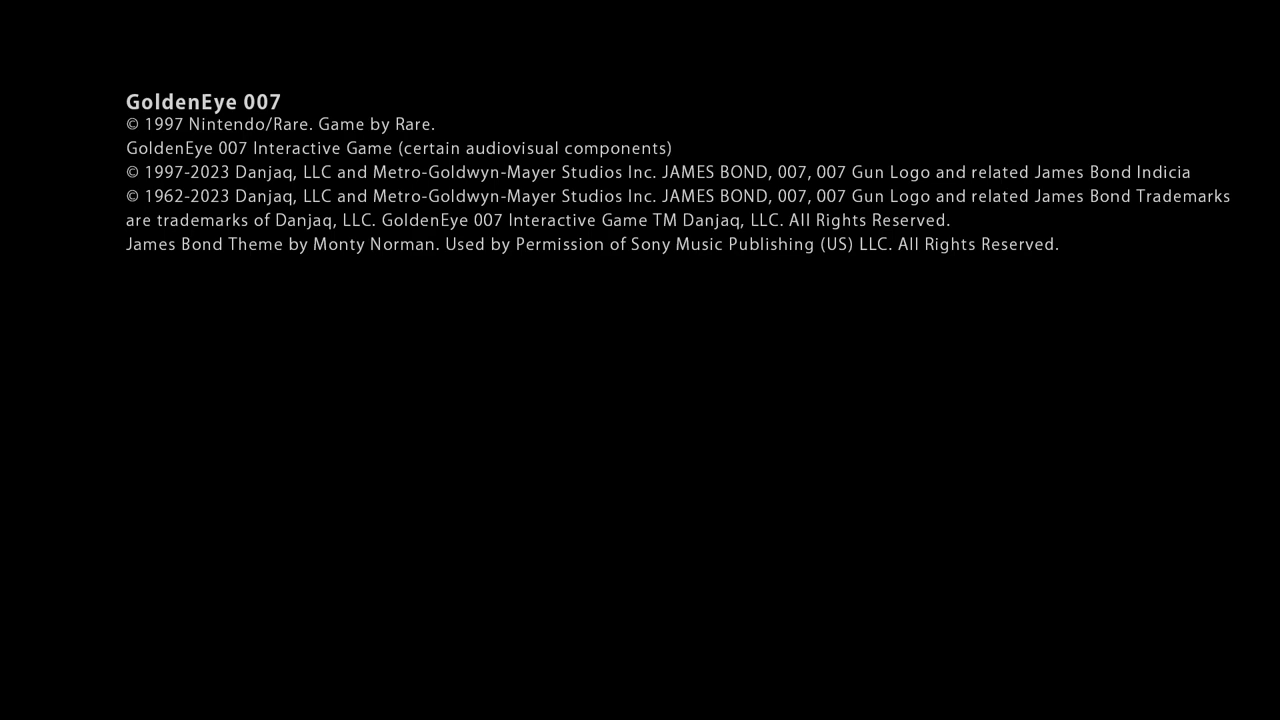 GoldenEye 007
© 1997 Nintendo/Rare. Game by Rare.
GoldenEye 007 Interactive Game (certain audiovisual components)
© 1997-2023 Danjaq, LLC and Metro-Goldwyn-Mayer Studios Inc. JAMES BOND, 007, 007 Gun Logo and related James Bond Indicia
© 1962-2023 Danjaq, LLC and Metro-Goldwyn-Mayer Studios Inc. JAMES BOND, 007, 007 Gun Logo and related James Bond Trademarks
are trademarks of Danjaq, LLC. GoldenEye 007 Interactive Game TM Danjaq, LLC. All Rights Reserved.
James Bond Theme by Monty Norman. Used by Permission of Sony Music Publishing (US) LLC. All Rights Reserved.